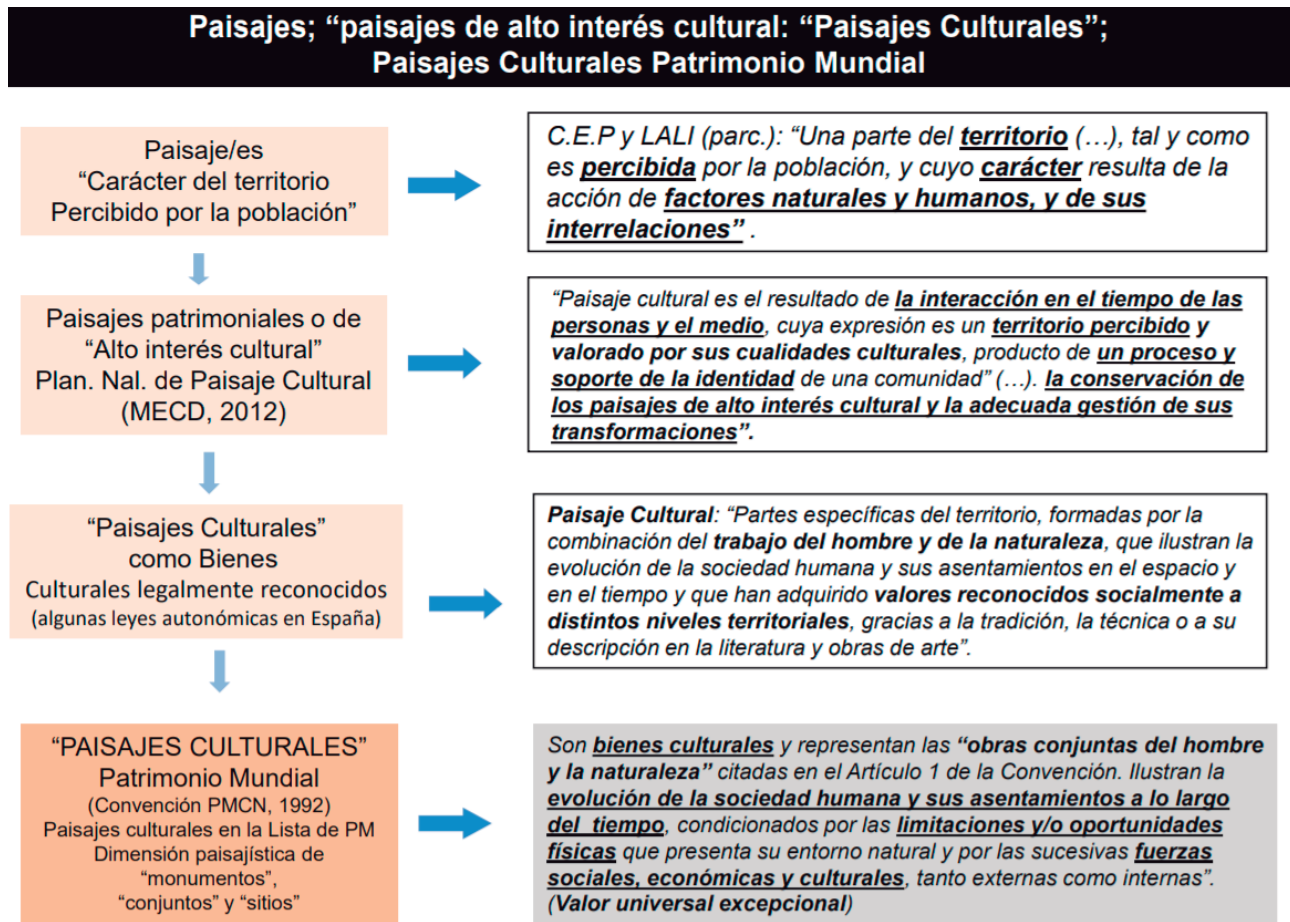 Paisajes; “paisajes de alto interés cultural: “Paisajes Culturales”;
Paisajes Culturales Patrimonio Mundial
Paisaje/es
“Carácter del territorio
Percibido por la población”
C.E.P y LALI (parc.): “Una parte del territorio (…), tal y como
es percibida por la población, y cuyo carácter resulta de la
acción de factores naturales y humanos, y de sus
interrelaciones” .
Paisajes patrimoniales o de
“Alto interés cultural”
Plan. Nal. de Paisaje Cultural
(MECD, 2012)
“Paisaje cultural es el resultado de la interacción en el tiempo de las
personas y el medio, cuya expresión es un territorio percibido y
valorado por sus cualidades culturales, producto de un proceso y
soporte de la identidad de una comunidad” (…). la conservación de
los paisajes de alto interés cultural y la adecuada gestión de sus
transformaciones”.
“Paisajes Culturales”
como Bienes
Culturales legalmente reconocidos
(algunas leyes autonómicas en España)
Paisaje Cultural: “Partes específicas del territorio, formadas por la
combinación del trabajo del hombre y de la naturaleza, que ilustran la
evolución de la sociedad humana y sus asentamientos en el espacio y
en el tiempo y que han adquirido valores reconocidos socialmente a
distintos niveles territoriales, gracias a la tradición, la técnica o a su
descripción en la literatura y obras de arte”.
“PAISAJES CULTURALES”
Patrimonio Mundial
(Convención PMCN, 1992)
Paisajes culturales en la Lista de PM
Dimensión paisajística de
“monumentos”,
“conjuntos” y “sitios”
Son bienes culturales y representan las “obras conjuntas del hombre
y la naturaleza” citadas en el Artículo 1 de la Convención. Ilustran la
evolución de la sociedad humana y sus asentamientos a lo largo
del tiempo, condicionados por las limitaciones y/o oportunidades
físicas que presenta su entorno natural y por las sucesivas fuerzas
sociales, económicas y culturales, tanto externas como internas”.
(Valor universal excepcional)